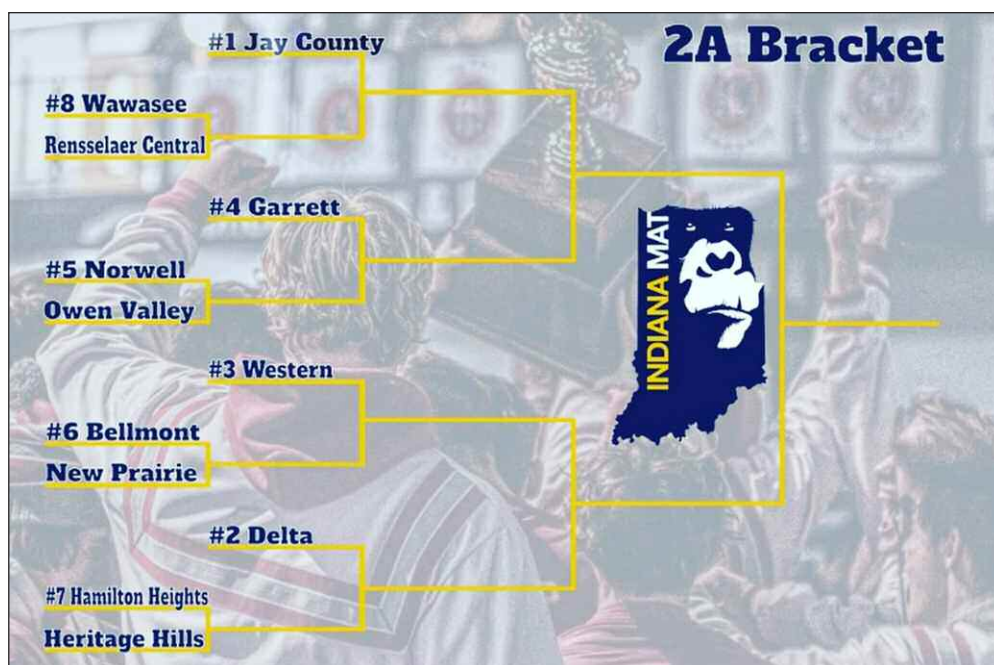 #1 Jay County
2A Bracket
#8 Wawasee
Rensselaer Central
#4 Garrett
#5 Norwell
Owen Valley
INDIANA MAT
#3 Western
#6 Bellmont
New Prairie
#2 Delta
#7 Hamilton Heights
Heritage Hills